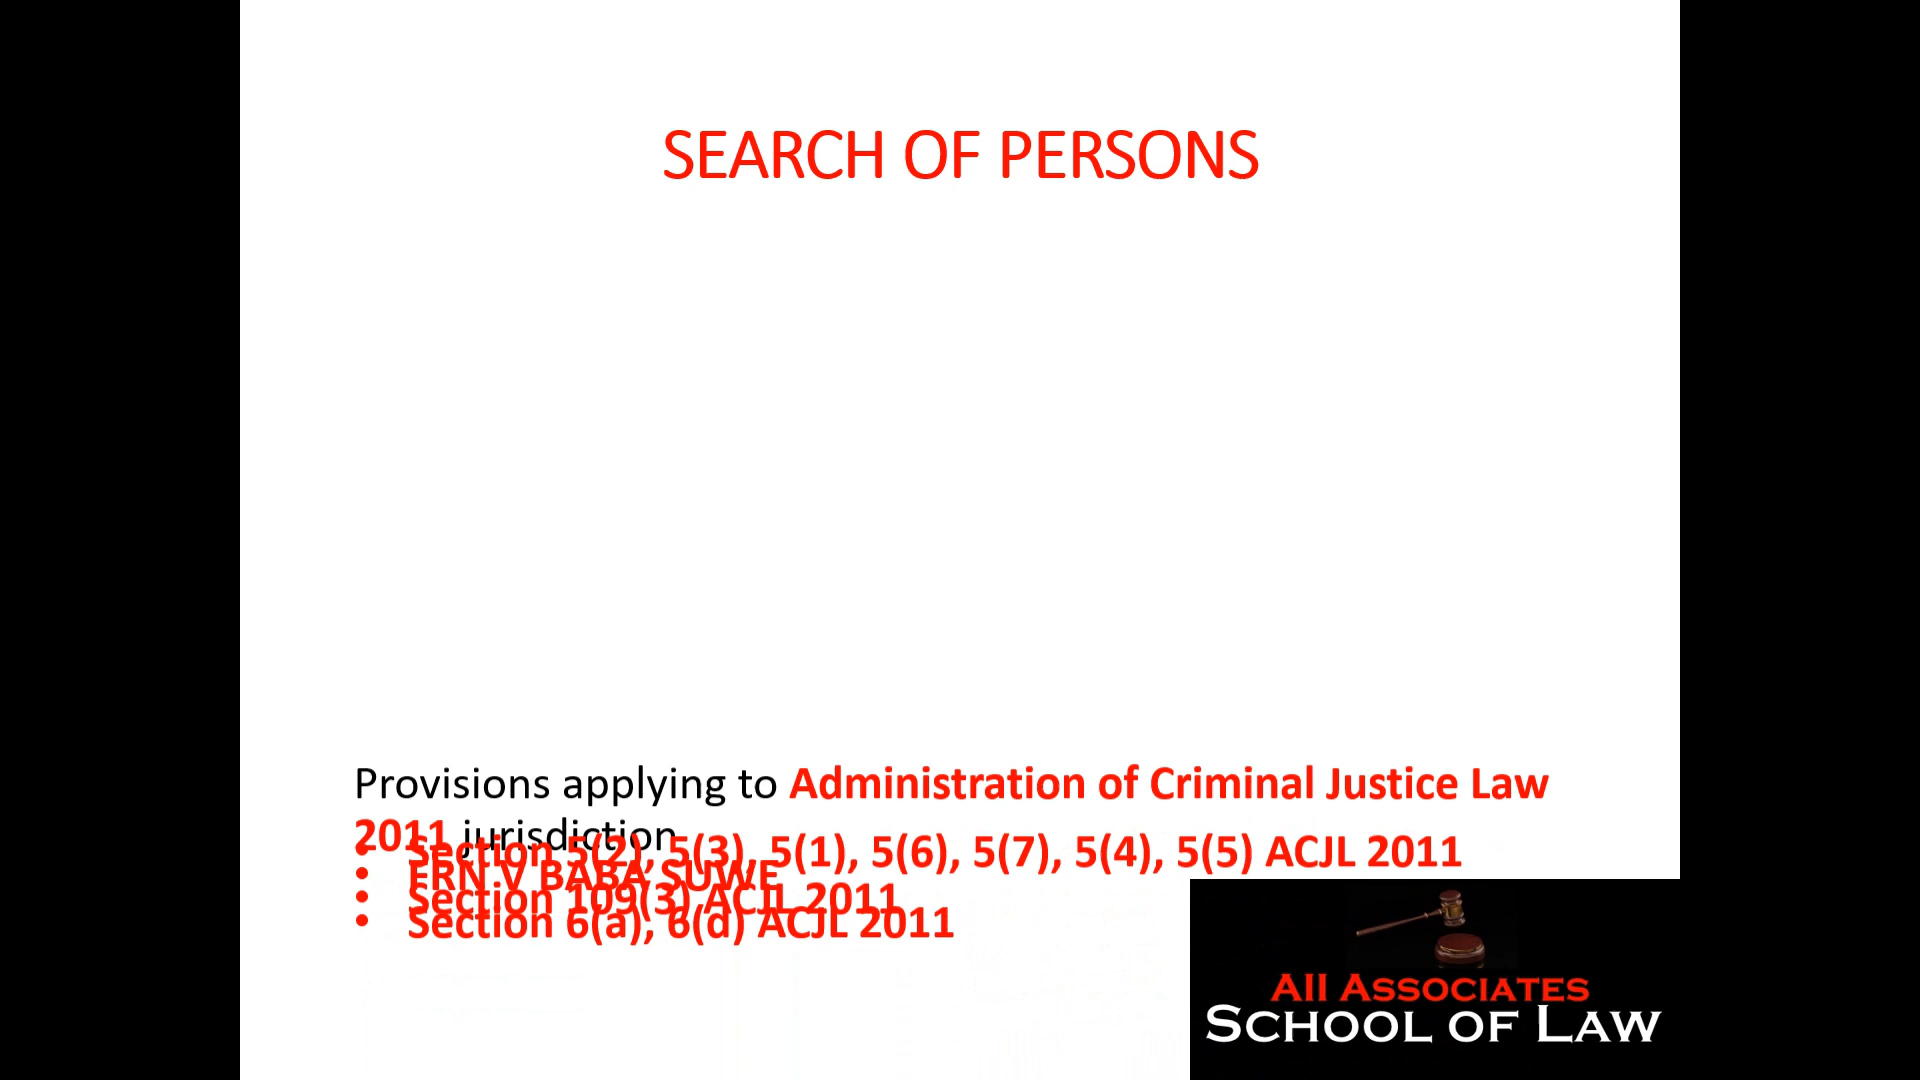 SEARCH OF PERSONS
Provisions applying to Administration of Criminal Justice Law
2011 jurisdiction
• Section 5(2), 5(3), 5(1), 5(6), 5(7), 5(4), 5(5) ACJL 2011
• FRN V BABA SUWE
• Section 109(3) ACJL 2011
• Section 6(a), 6(d) ACJL 2011
AII ASSOCIATES
SCHOOL OF LAW